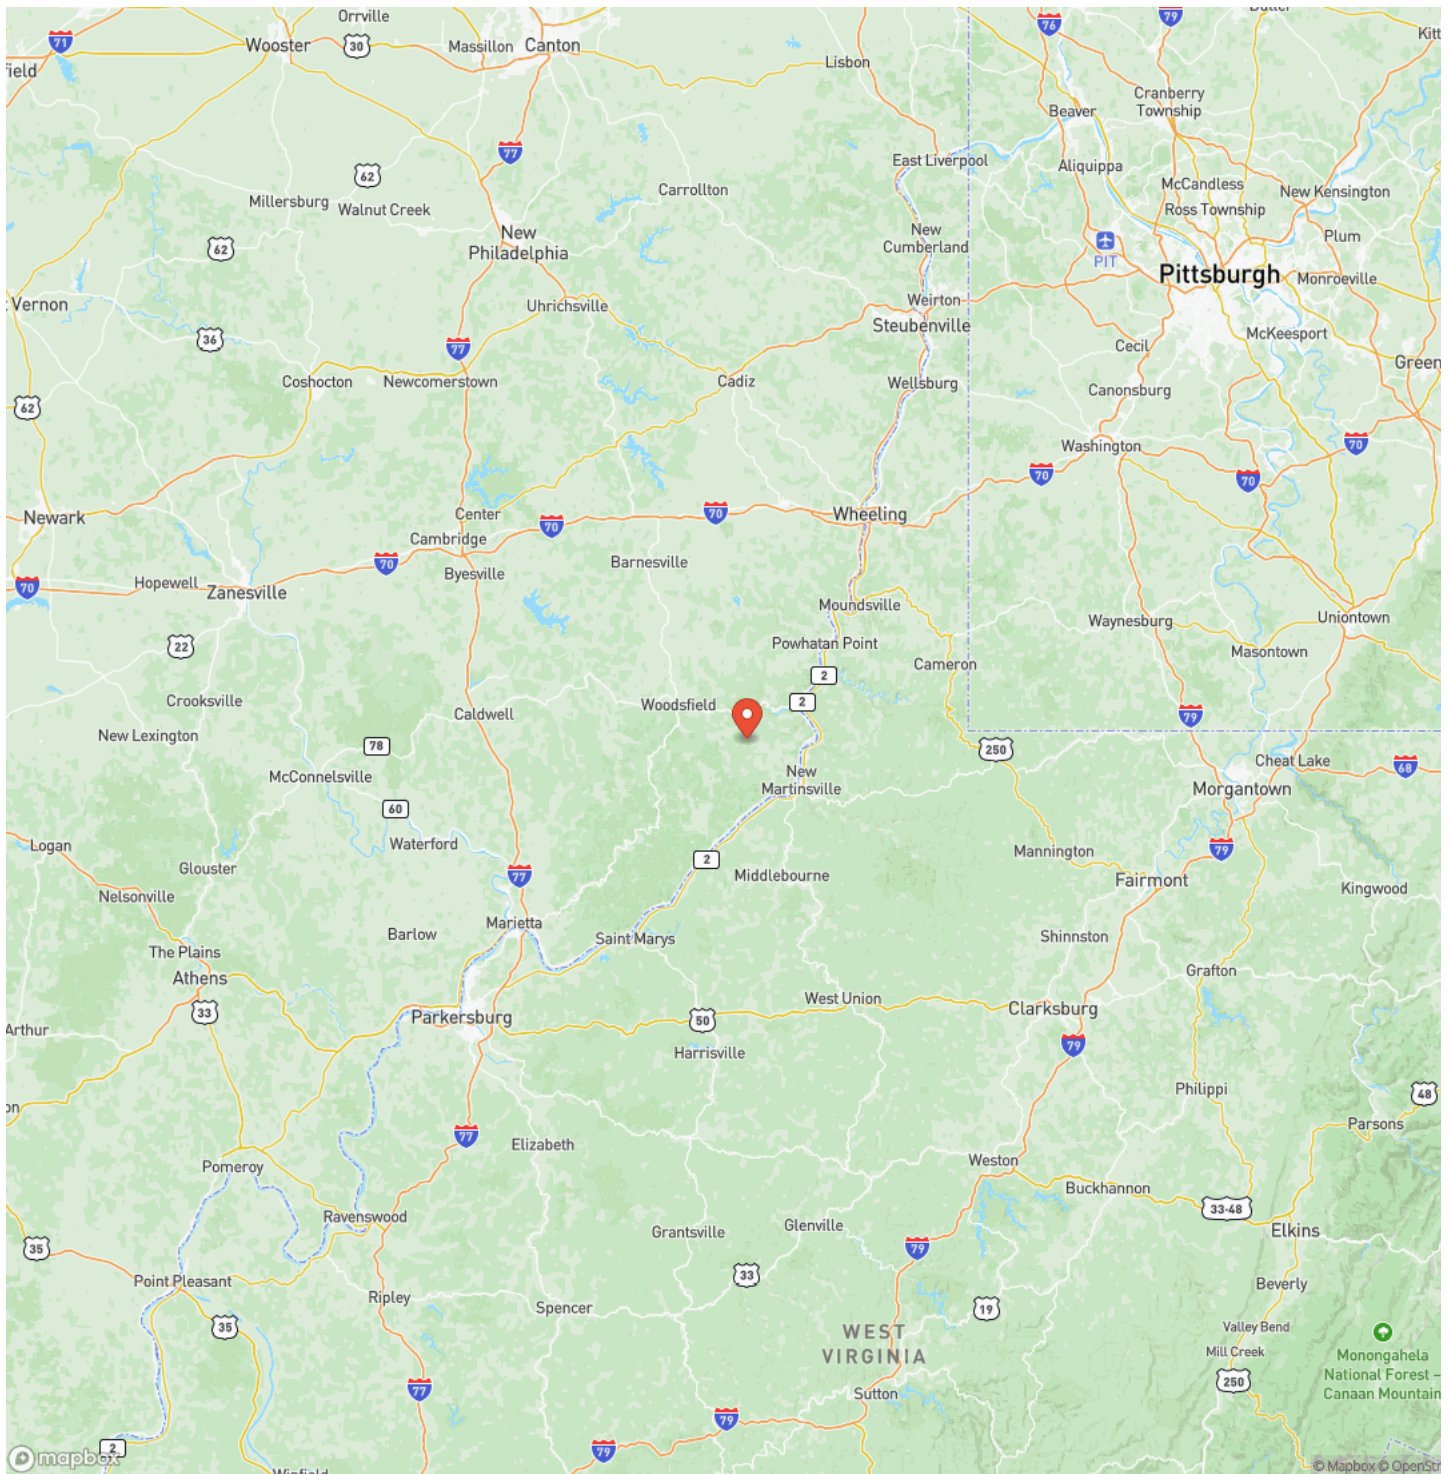 Orrville
Butler
71
Wooster
30
Massillon
Canton
76
79
Kitt
field
Lisbon
Cranberry
Township
Beaver
77
East Liverpool
Aliquippa
62
McCandless
New Kensington
Carrollton
Millersburg
Walnut Creek
Ross Township
New
Philadelphia
62
New
Cumberland
Plum
PIT
Pittsburgh
Monroeville
Vernon
Uhrichsville
Weirton
Steubenville
36
77
McKeesport
Cecil
Green
Coshocton
Newcomerstown
Cadiz
Wellsburg
Canonsburg
62
Washington
70
70
70
Newark
Center
70
70
Wheeling
Cambridge
70
Barnesville
Byesville
70
Hopewell
Zanesville
Moundsville
Uniontown
Waynesburg
22
Powhatan Point
Masontown
Cameron
2
Crooksville
Woodsfield
2
Caldwell
79
New Lexington
78
250
Cheat Lake
68
McConnelsville
New
Martinsville
Morgantown
60
Logan
Waterford
79
Mannington
2
Glouster
Middlebourne
77
Fairmont
Kingwood
Nelsonville
Marietta
Barlow
Saint Marys
Shinnston
The Plains
Athens
Grafton
33
West Union
Parkersburg
50
Clarksburg
Arthur
79
Harrisville
Philippi
48
on
77
Elizabeth
Parsons
Pomeroy
Weston
Buckhannon
Ravenswood
33-48
Grantsville
Glenville
Elkins
35
79
Point Pleasant
33
Beverly
Ripley
Spencer
19
35
WEST
VIRGINIA
Valley Bend
Mill Creek
Monongahela
National Forest –
Canaan Mountain
77
250
Sutton
79
2
79
mapbox
Winfield
© Mapbox © OpenStr